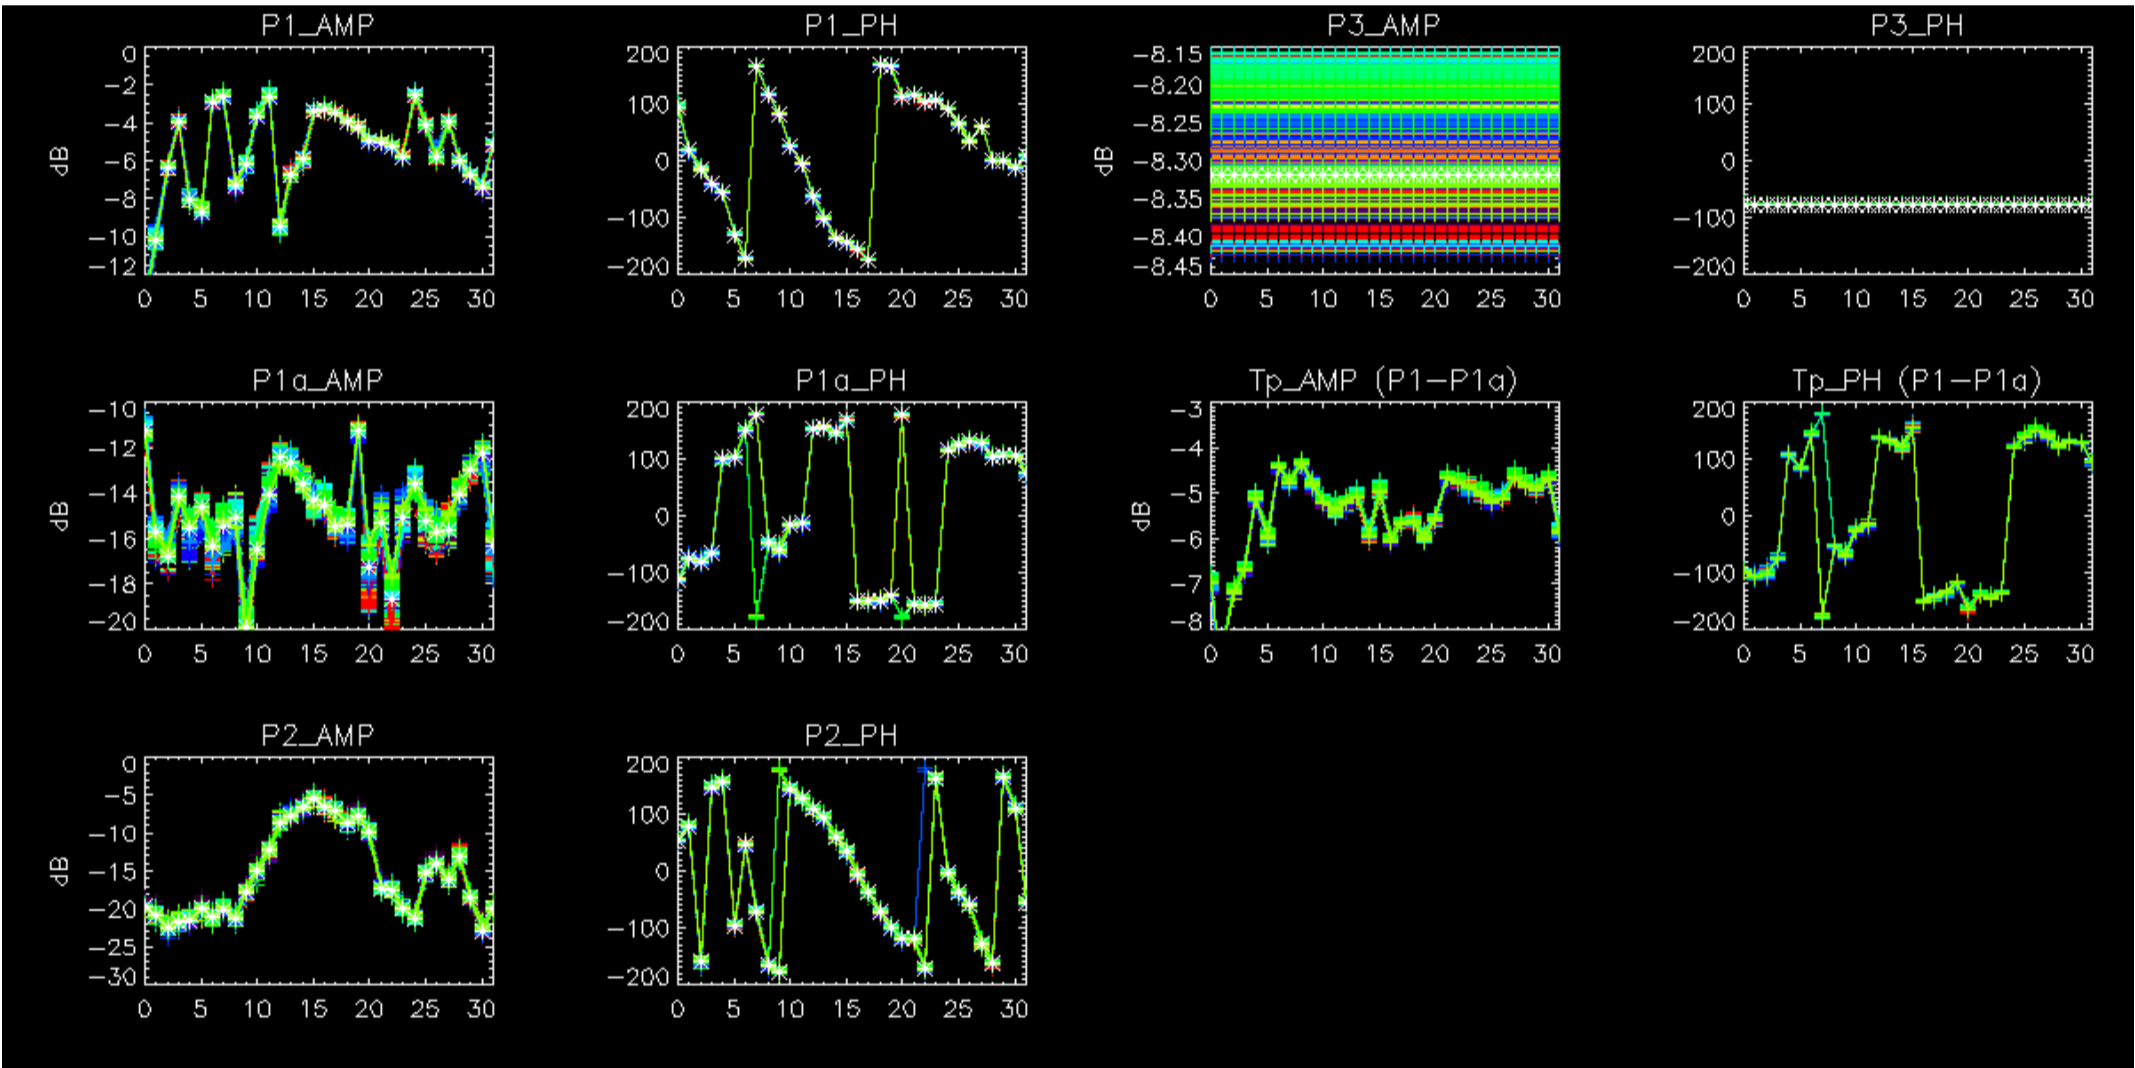 P1_AMP P1_PH P3_AMP P3_PH
0 200 -8.15 200
-2 100 -8.20 100
-4 0 -8.25 0
-6 -100 -8.30 -100
-8 -200 -8.35 -200
-10 -8.40
-12 -8.45
dB dB
0 5 10 15 20 25 30 0 5 10 15 20 25 30 0 5 10 15 20 25 30 0 5 10 15 20 25 30
P1a_AMP P1a_PH Tp_AMP (P1-P1a) Tp_PH (P1-P1a)
-10 200 -3 200
-12 100 -4 100
-14 0 -5 0
-16 -100 -6 -100
-18 -200 -7 -200
-20 -8
dB dB
0 5 10 15 20 25 30 0 5 10 15 20 25 30 0 5 10 15 20 25 30 0 5 10 15 20 25 30
P2_AMP P2_PH
0 200
-5 100
-10 0
-15 -100
-20 -200
-25
-30
dB
0 5 10 15 20 25 30 0 5 10 15 20 25 30